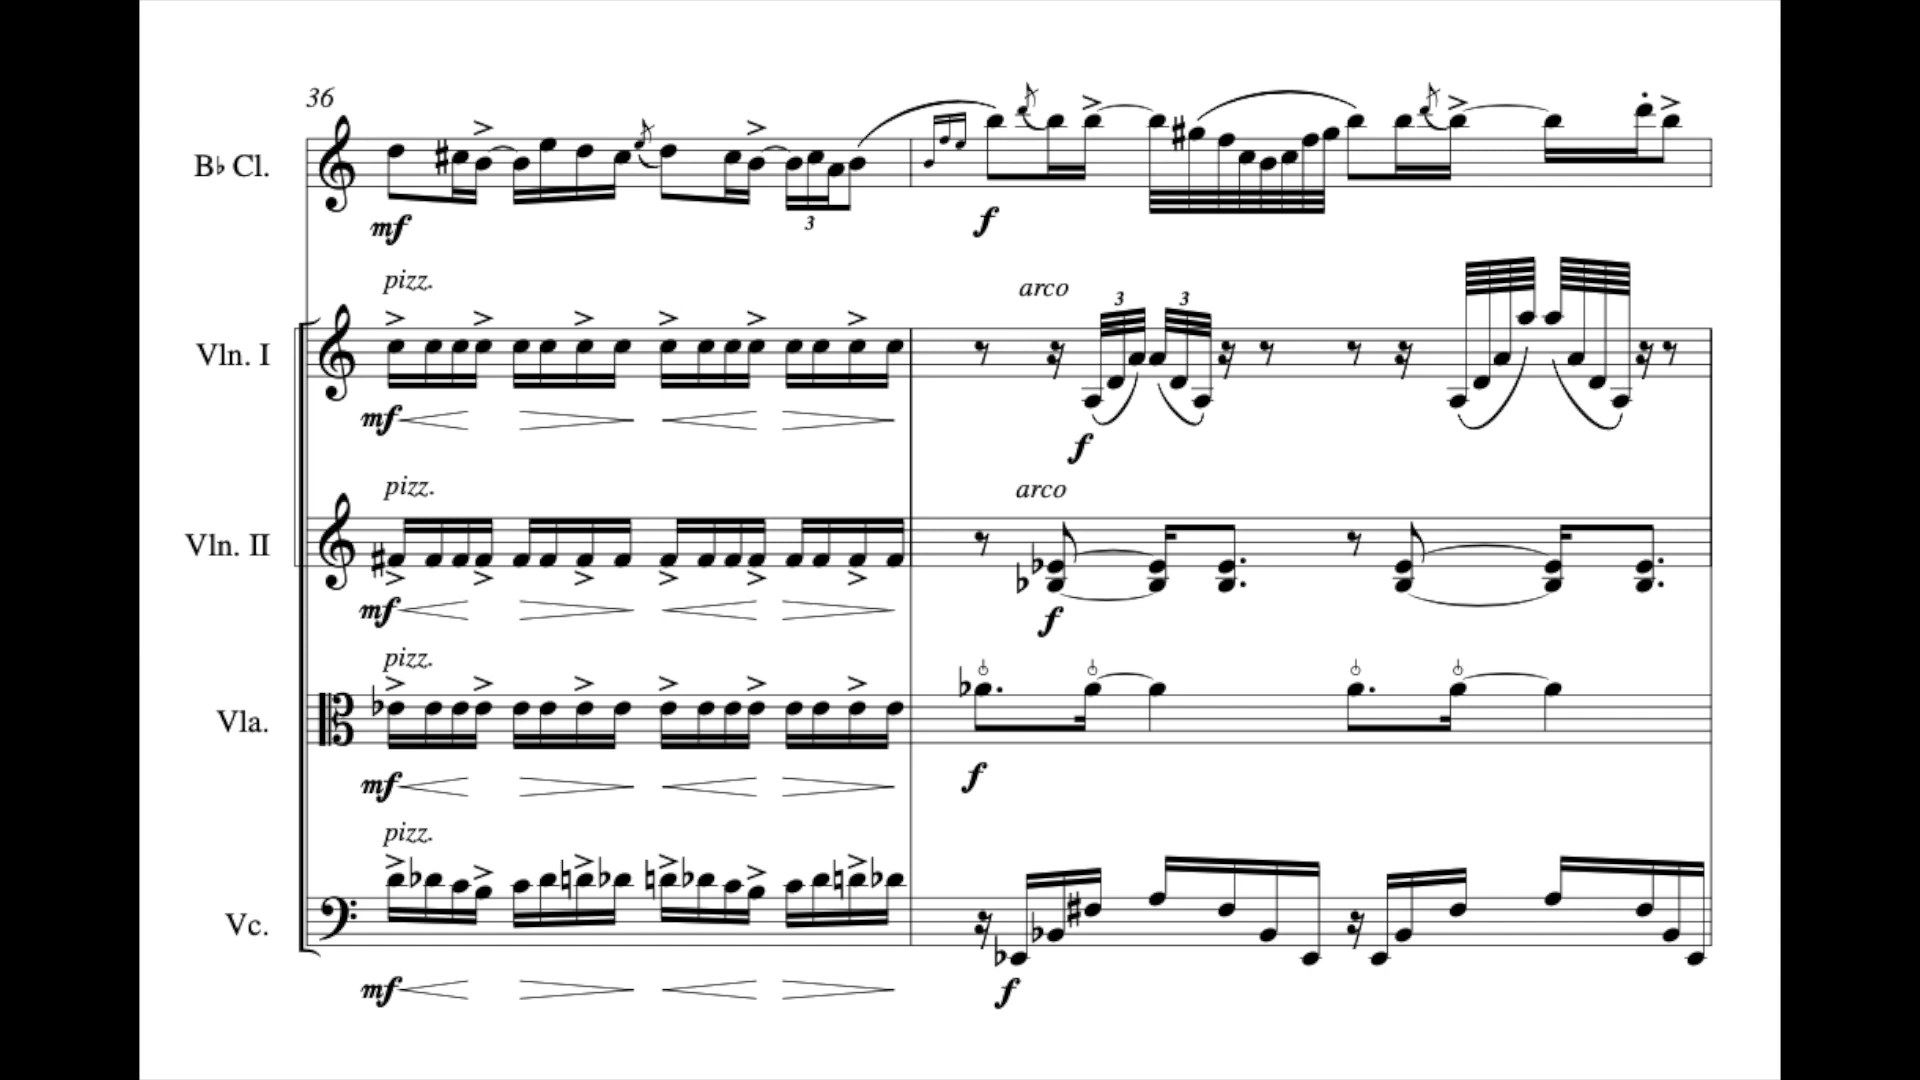 36
B♭ Cl.
mf
3
f
pizz.
arco
3
3
Vln. I
mf
f
pizz.
arco
Vln. II
mf
f
pizz.
Vla.
mf
f
pizz.
Vc.
mf
f